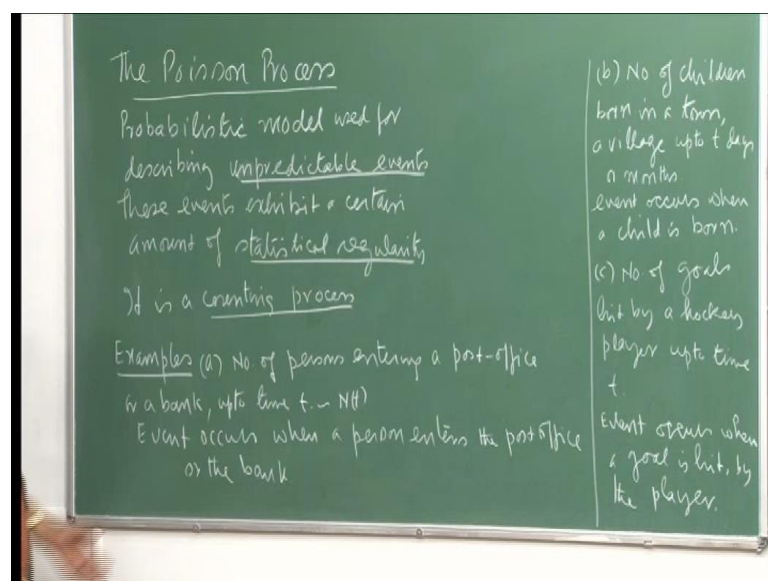 The Poisson Process
Probabilistic model used for
describing unpredictable events
These events exhibit a certain
amount of statistical regularity
It is a counting process
Examples (a) No. of persons entering a post-office
or a bank, upto time t. ~ N(t)
Event occurs when a person enters the post office
or the bank
(b) No of children
born in a town,
a village upto t days
or months.
event occurs when
a child is born.
(c) No. of goals
hit by a hockey
player upto time
t.
Event occurs when
a goal is hit, by
the player.